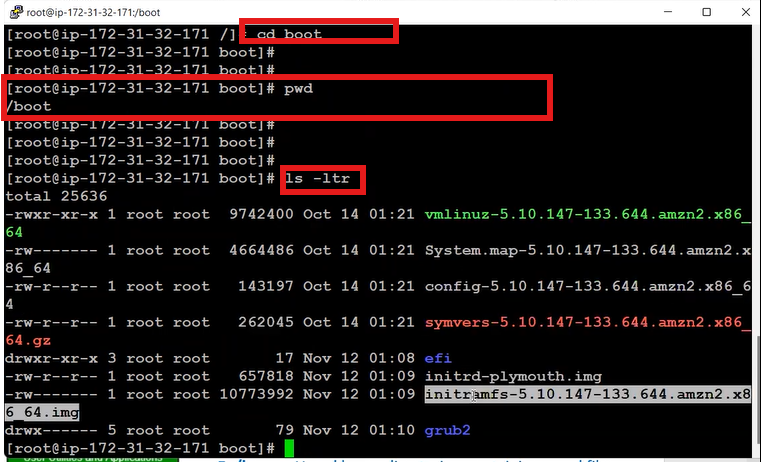 root@ip-172-31-32-171:/boot
[root@ip-172-31-32-171 /]# cd boot
[root@ip-172-31-32-171 boot]#
[root@ip-172-31-32-171 boot]#
[root@ip-172-31-32-171 boot]# pwd
/boot
[root@ip-172-31-32-171 boot]#
[root@ip-172-31-32-171 boot]#
[root@ip-172-31-32-171 boot]#
[root@ip-172-31-32-171 boot]# ls -ltr
total 25636
-rwxr-xr-x 1 root root  9742400 Oct 14 01:21 vmlinuz-5.10.147-133.644.amzn2.x86_
64
-rw------- 1 root root  4664486 Oct 14 01:21 System.map-5.10.147-133.644.amzn2.x
86_64
-rw-r--r-- 1 root root   143197 Oct 14 01:21 config-5.10.147-133.644.amzn2.x86_6
4
-rw-r--r-- 1 root root   262045 Oct 14 01:21 symvers-5.10.147-133.644.amzn2.x86_
64.gz
drwxr-xr-x 3 root root       17 Nov 12 01:08 efi
-rw-r--r-- 1 root root   657818 Nov 12 01:09 initrd-plymouth.img
-rw------- 1 root root 10773992 Nov 12 01:09 initramfs-5.10.147-133.644.amzn2.x8
6_64.img
drwx------ 5 root root       79 Nov 12 01:10 grub2
[root@ip-172-31-32-171 boot]#